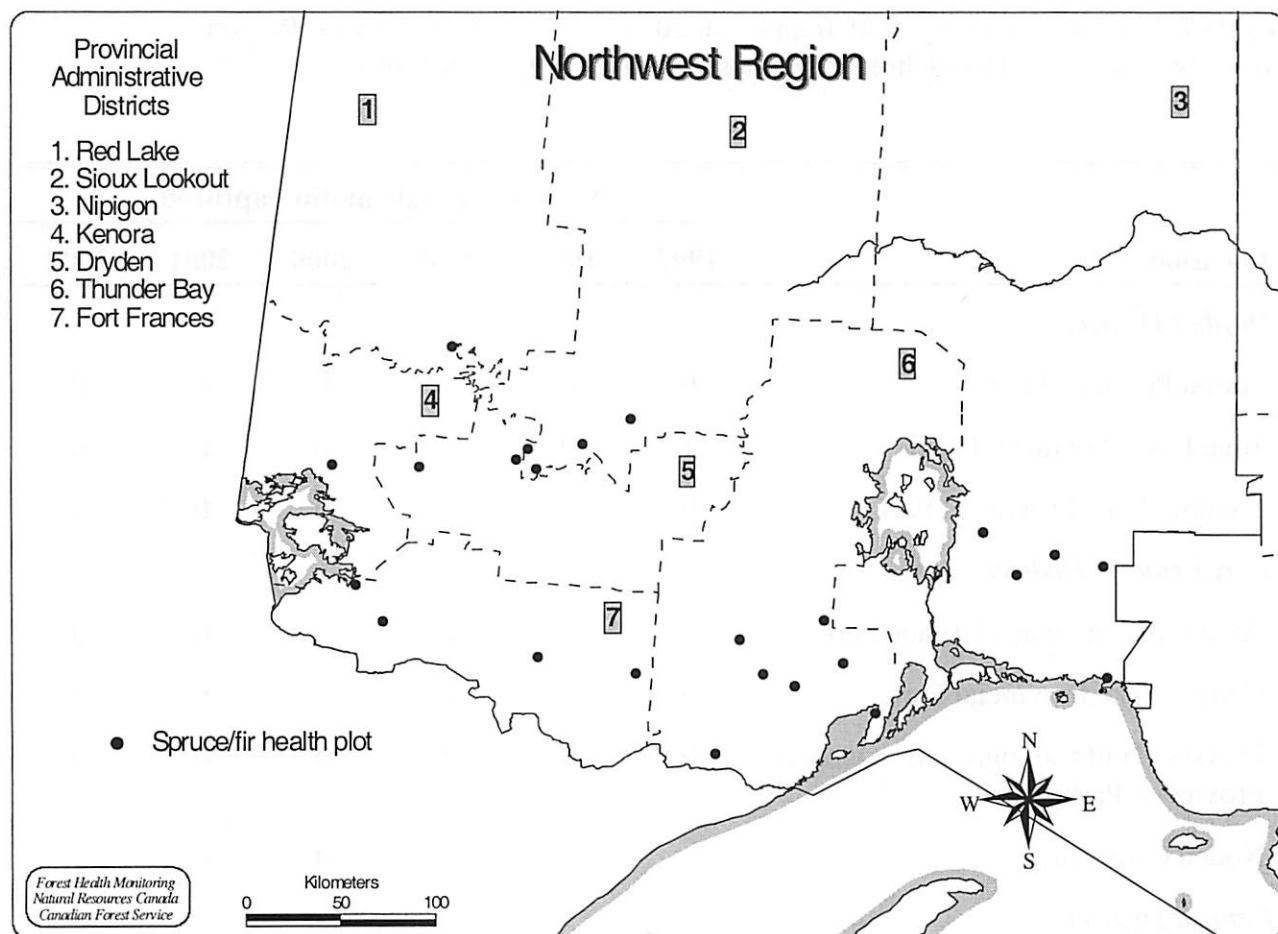 Northwest Region
Provincial
Administrative
Districts
1. Red Lake
2. Sioux Lookout
3. Nipigon
4. Kenora
5. Dryden
6. Thunder Bay
7. Fort Frances
1
2
3
4
5
6
7
Spruce/fir health plot
N
W
E
S
Forest Health Monitoring
Natural Resources Canada
Canadian Forest Service
Kilometers
0 50 100